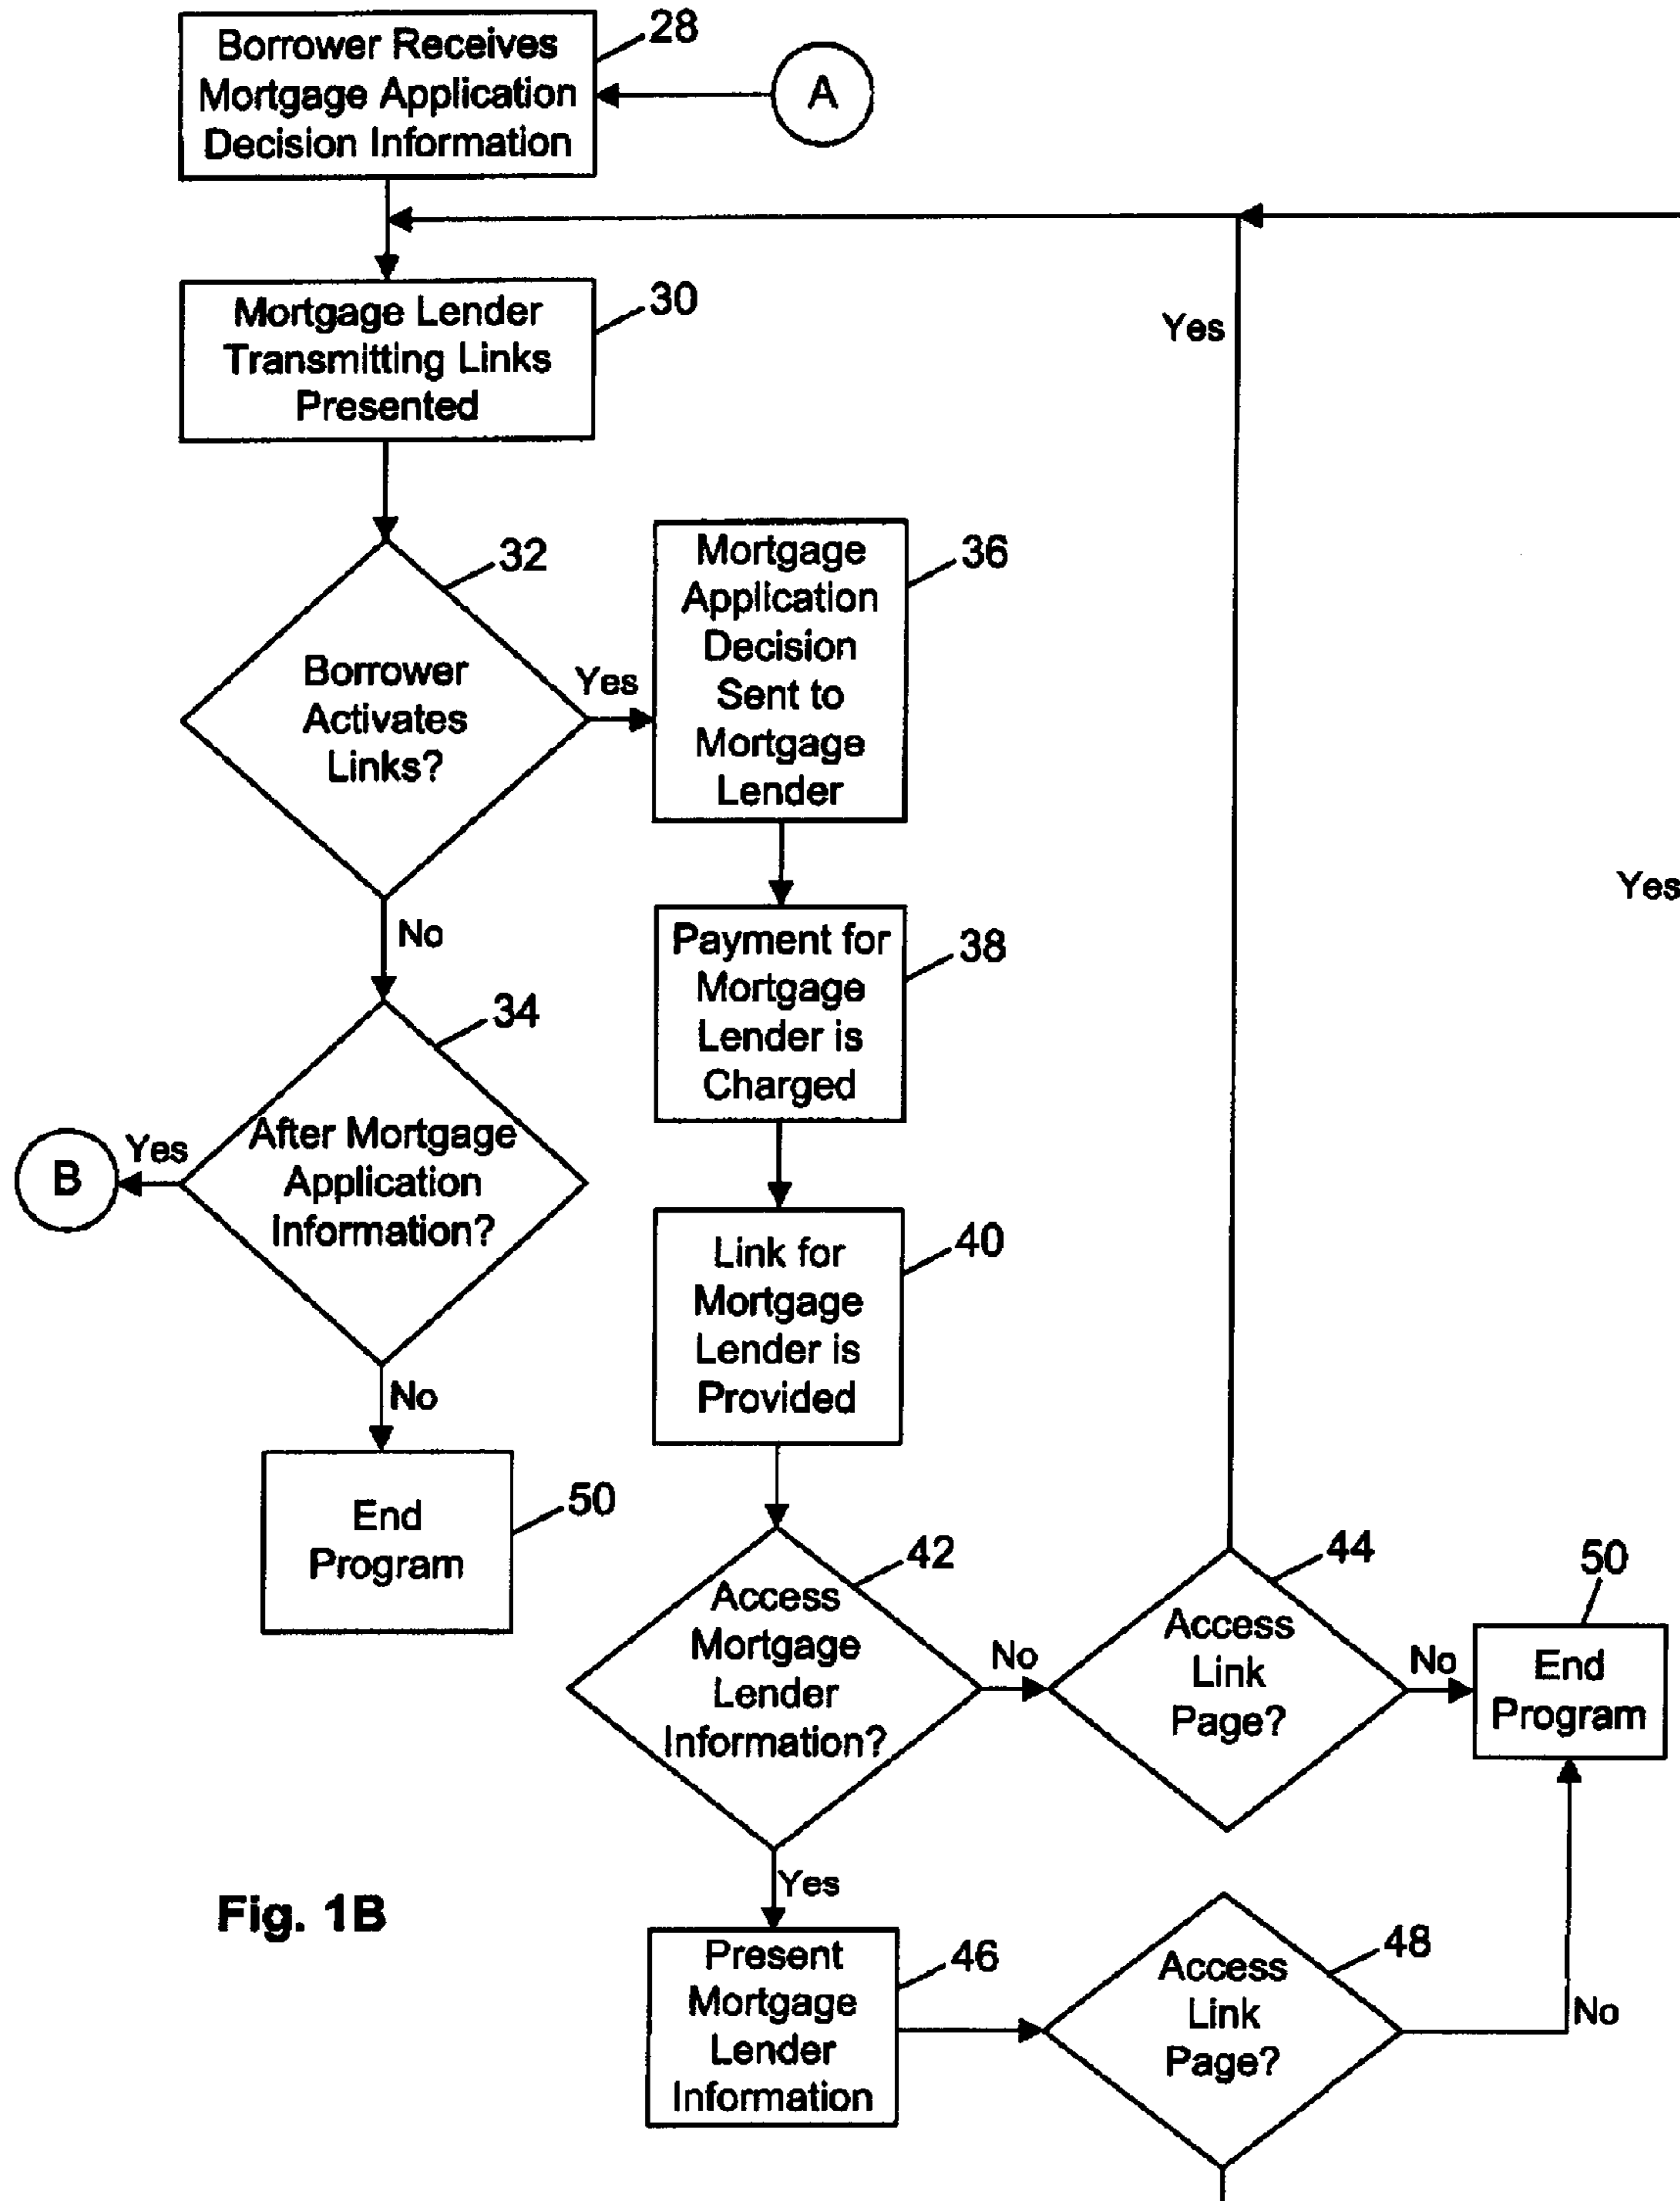 Borrower Receives
Mortgage Application
Decision Information
28
A
Mortgage Lender
Transmitting Links
Presented
30
Yes
Borrower
Activates
Links?
32
Yes
Mortgage
Application
Decision
Sent to
Mortgage
Lender
36
Yes
No
Payment for
Mortgage
Lender is
Charged
38
After Mortgage
Application
Information?
34
Yes
B
Link for
Mortgage
Lender is
Provided
40
No
End
Program
50
Access
Mortgage
Lender
Information?
42
No
Access
Link
Page?
44
No
End
Program
50
Yes
Fig. 1B
Present
Mortgage
Lender
Information
46
Access
Link
Page?
48
No